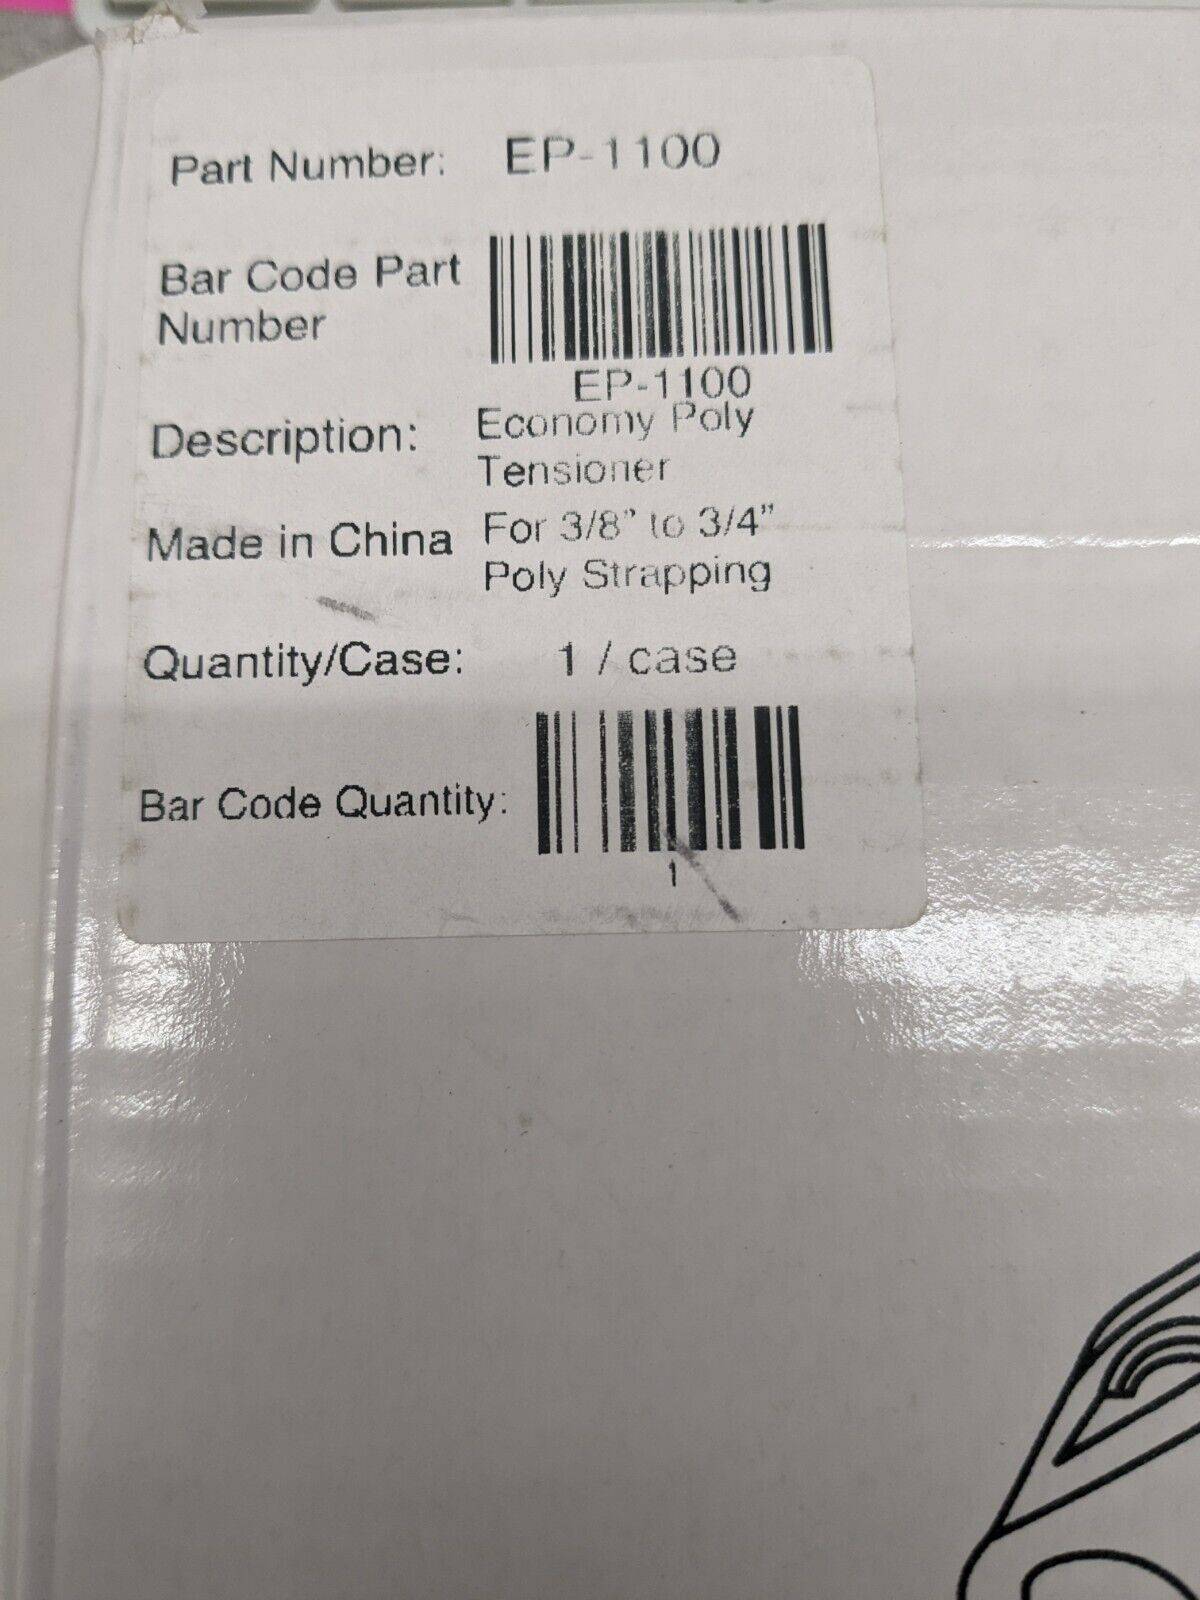 Part Number: EP-1100
Bar Code Part
Number
EP-1100
Description: Economy Poly
Tensioner
Made in China For 3/8" to 3/4"
Poly Strapping
Quantity/Case: 1 / case
Bar Code Quantity:
1